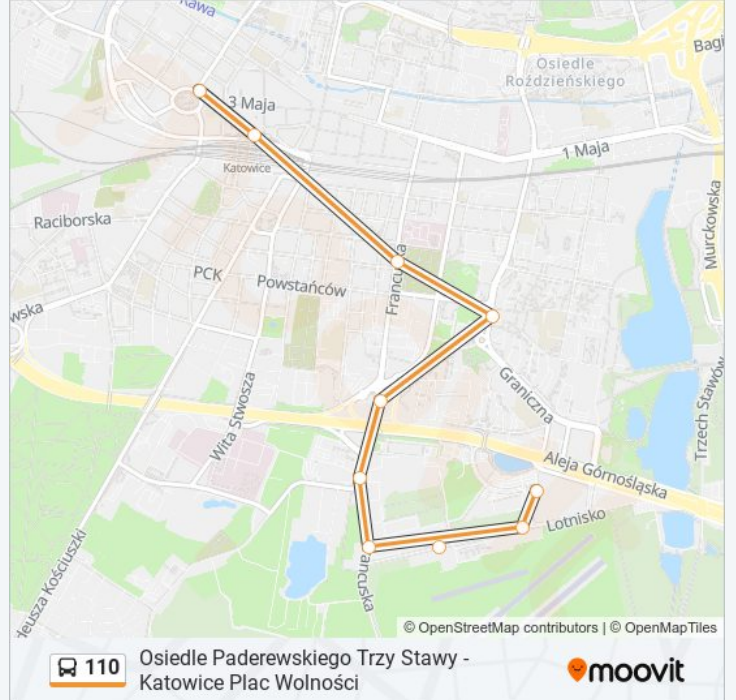 Rawa
Bagi
Osiedle
Roździeńskiego
3 Maja
1 Maja
Katowice
Murckowska
Raciborska
PCK
Powstańców
Francuska
wska
Graniczna
Trzech Stawów
Wita Stwosza
Aleja Górnośląska
Lotnisko
deusza Kościuszki
ancuska
© OpenStreetMap contributors | © OpenMapTiles
110
Osiedle Paderewskiego Trzy Stawy -
Katowice Plac Wolności
moovit